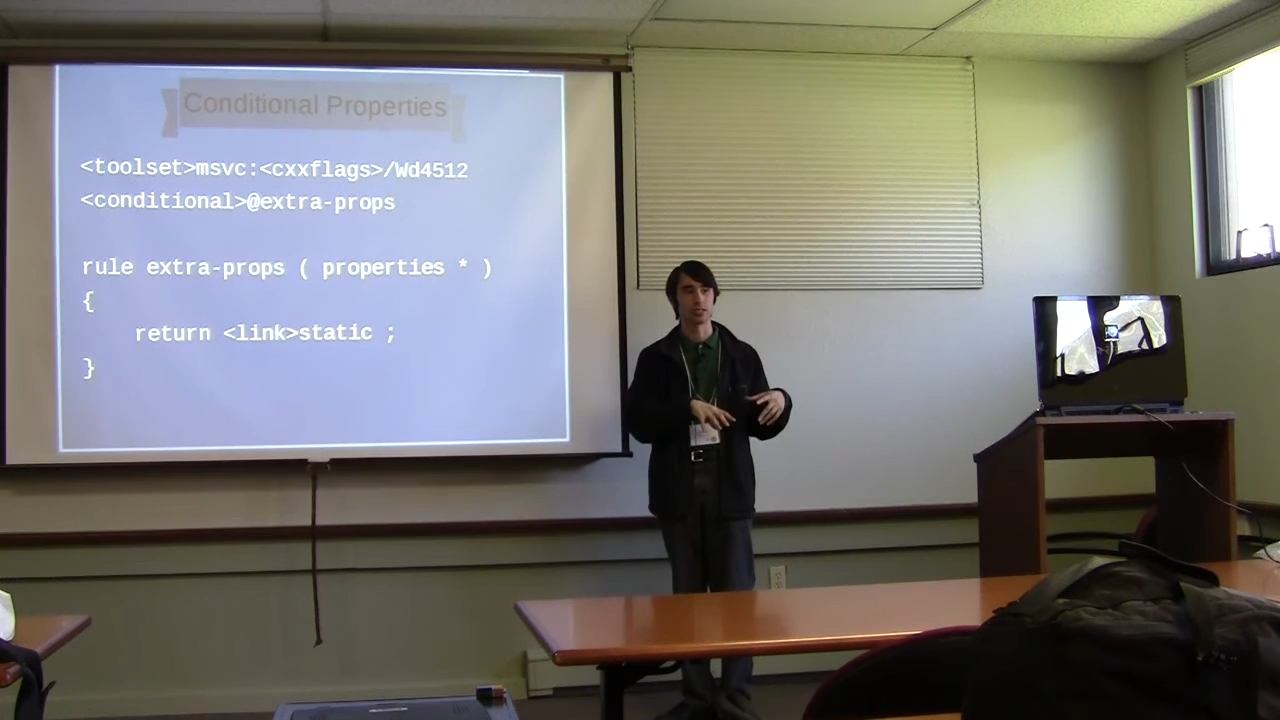 Conditional Properties
<toolset>msvc:<cxxflags>/Wd4512
<conditional>@extra-props
rule extra-props ( properties * )
{
return <link>static ;
}